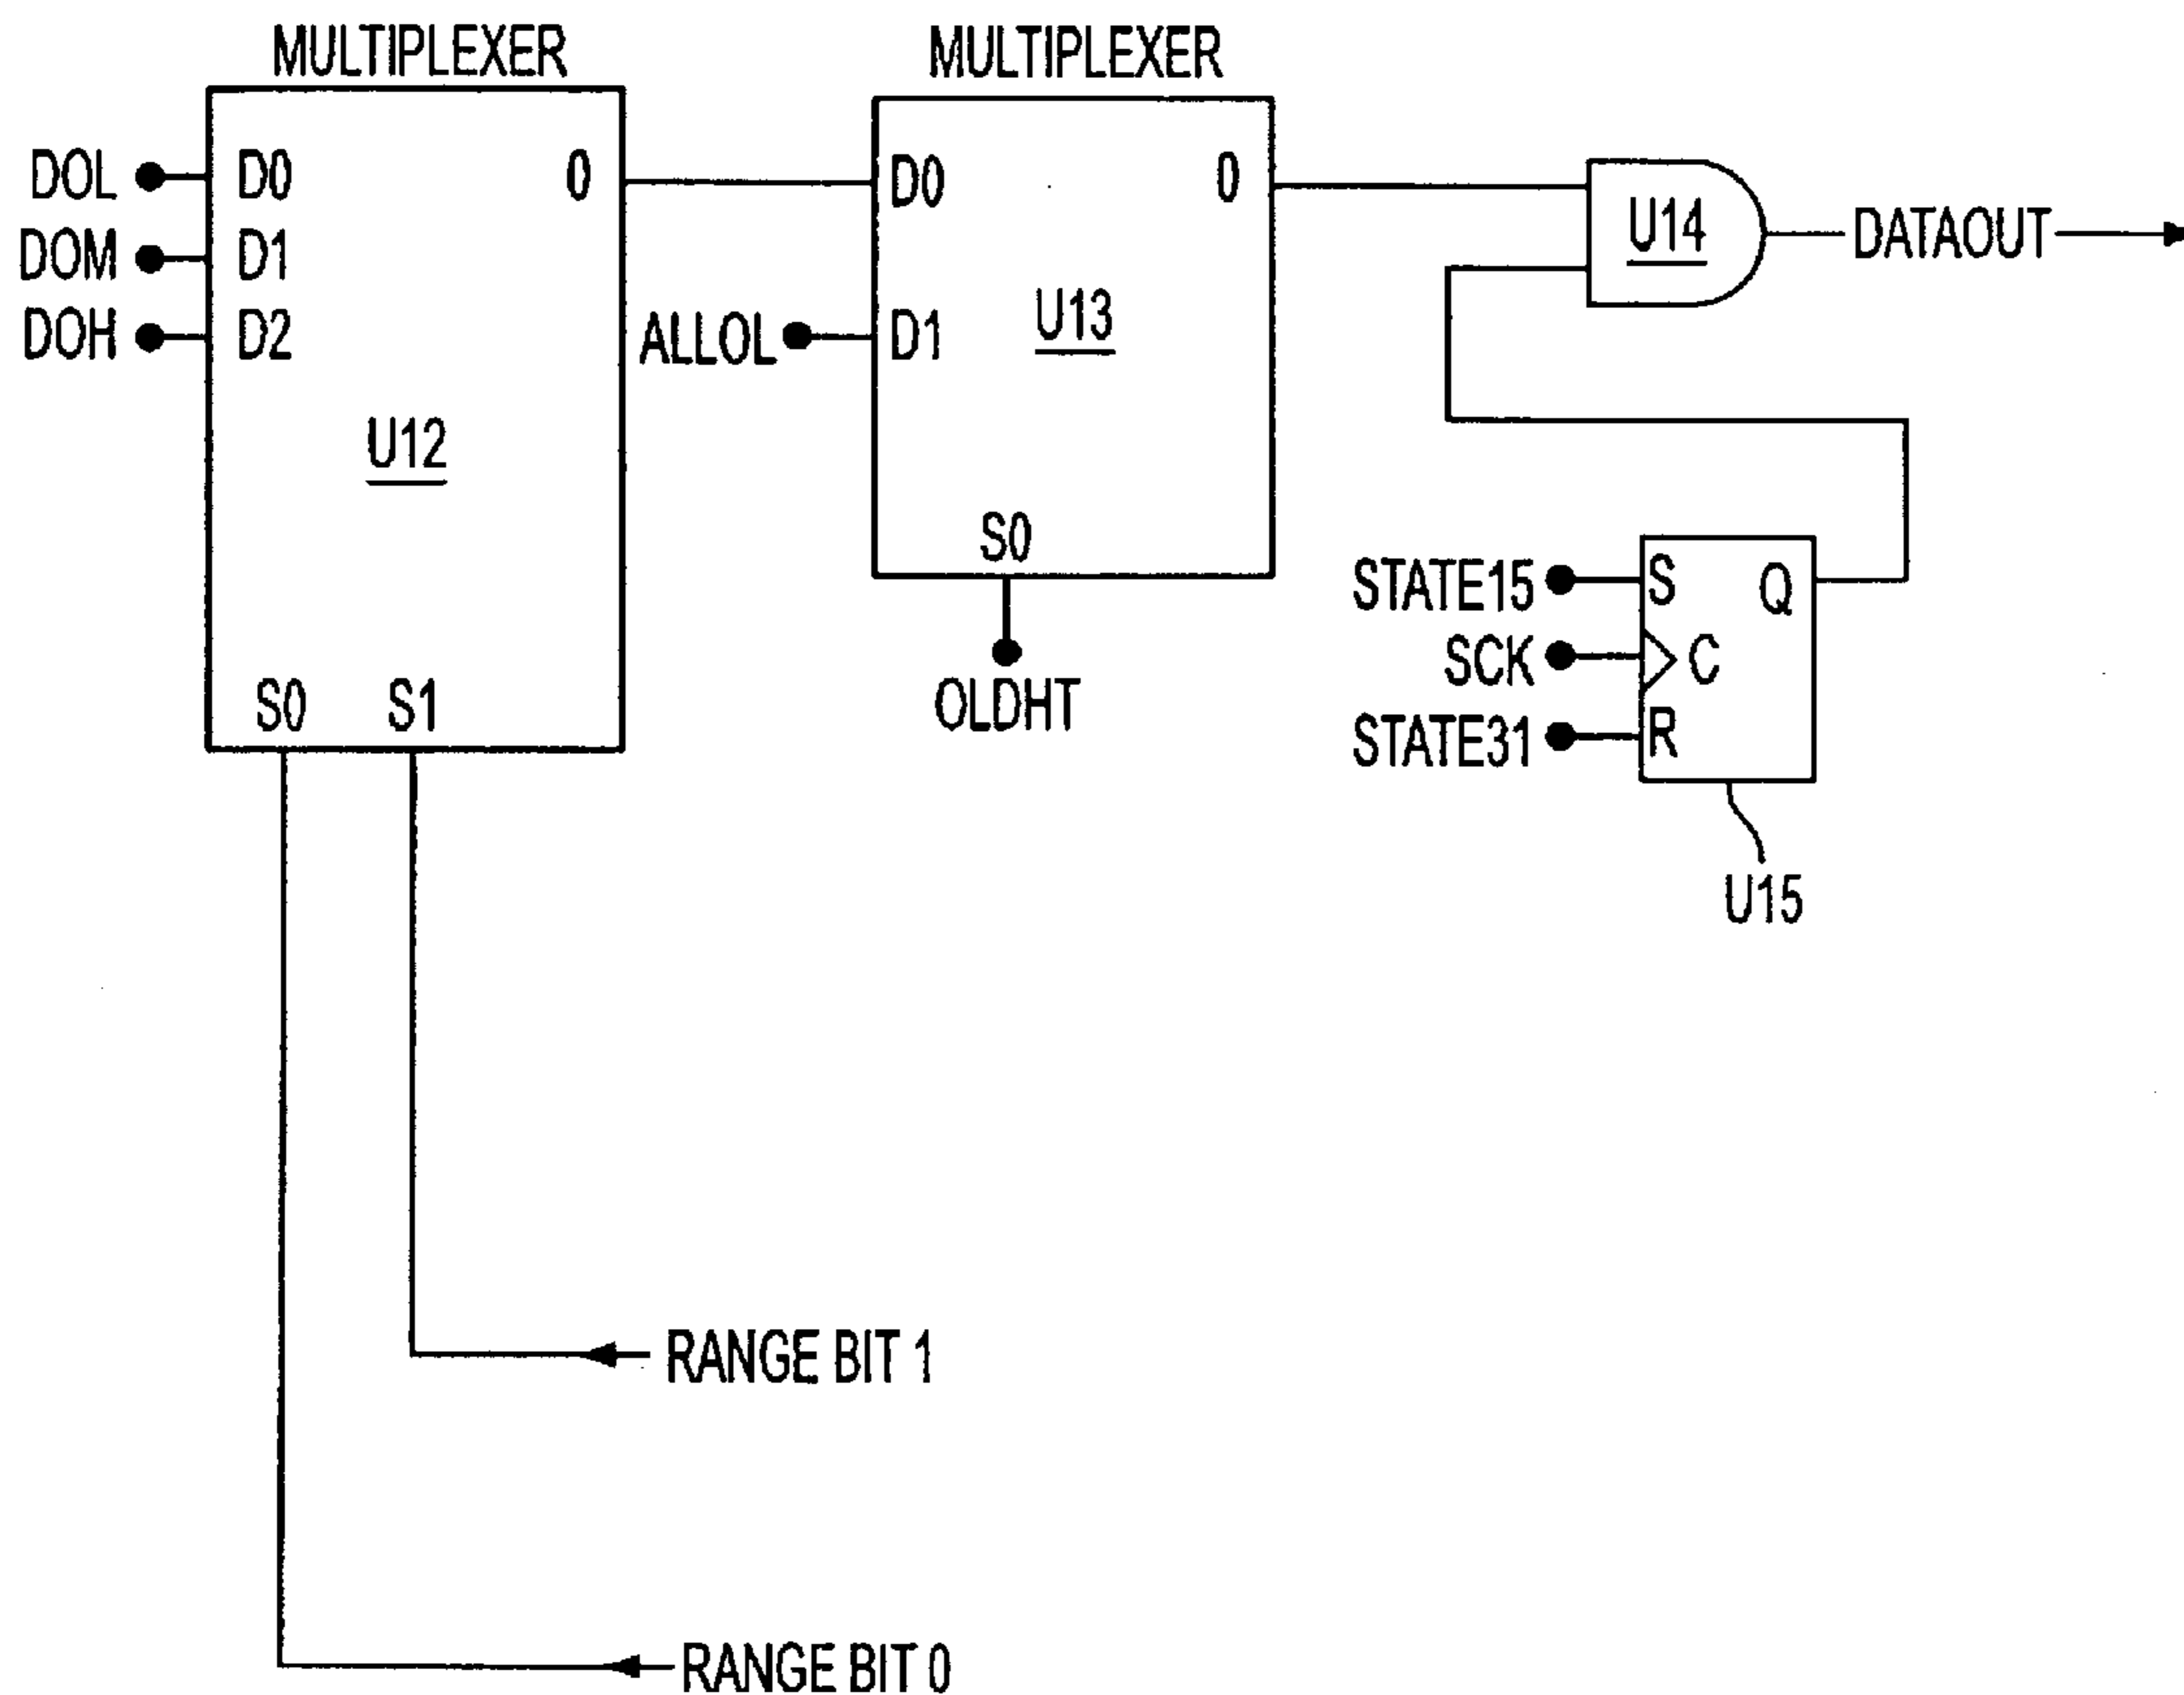 MULTIPLEXER
MULTIPLEXER
DOL
D0
0
D0
0
U14
DATAOUT
DOM
D1
DOH
D2
ALLOL
D1
U13
U12
S0
S0
S1
OLDHT
STATE15
S
Q
SCK
C
STATE31
R
U15
RANGE BIT 1
RANGE BIT 0